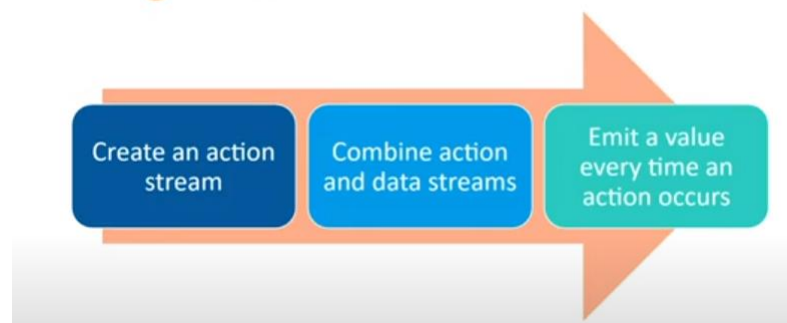 Create an action
stream
Combine action
and data streams
Emit a value
every time an
action occurs